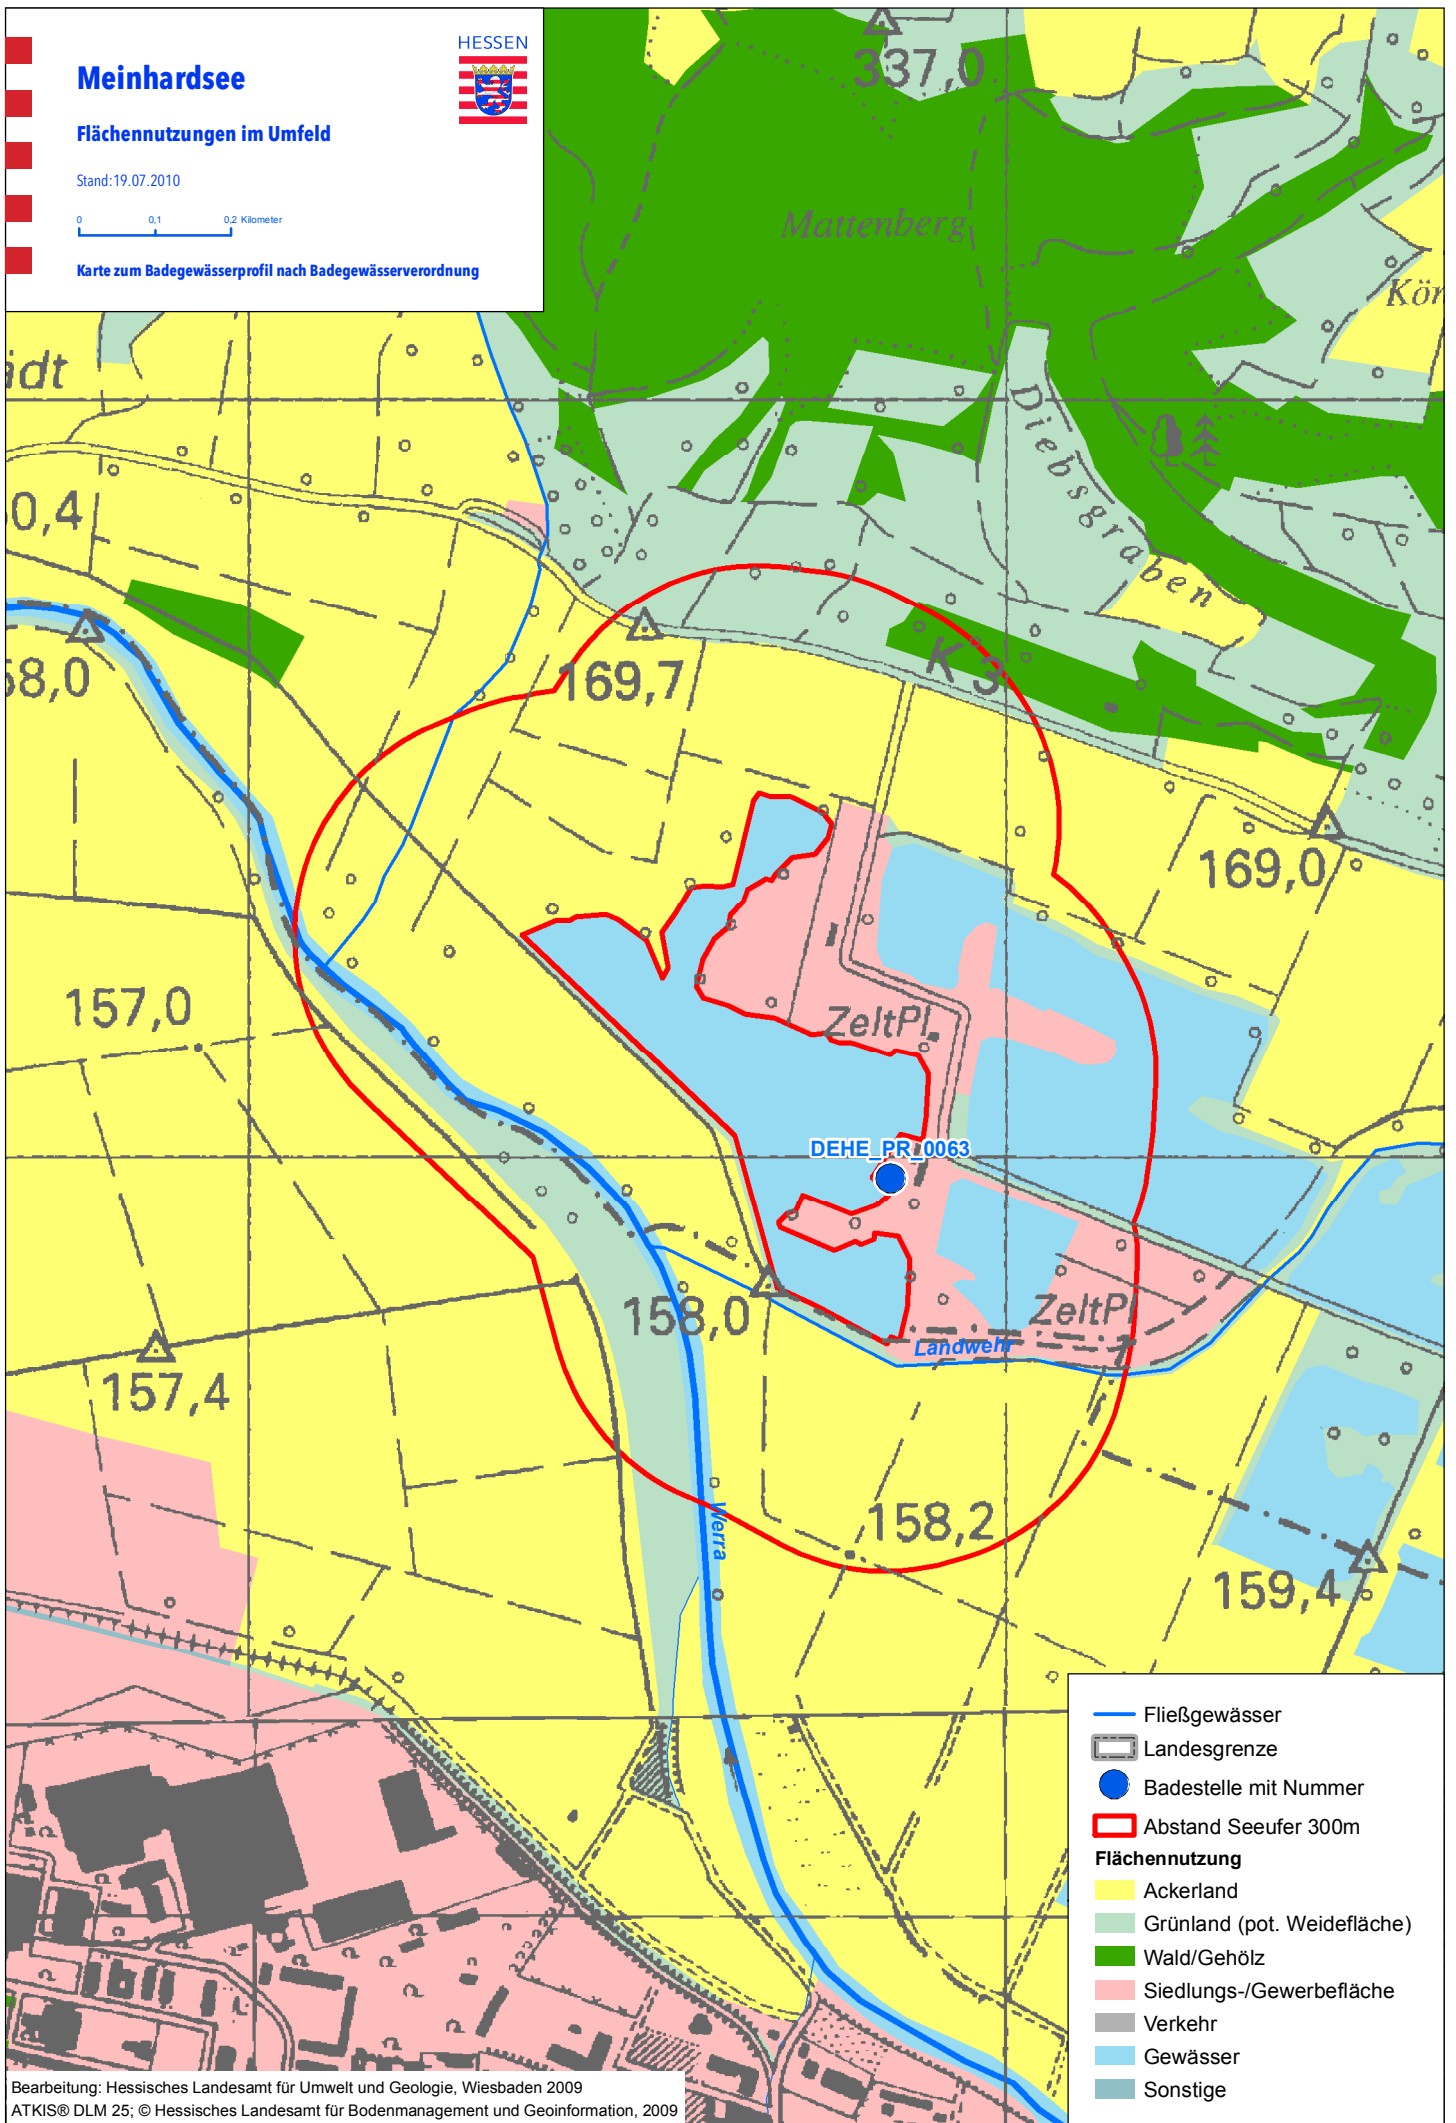 HESSEN
Meinhardsee
Flächennutzungen im Umfeld
Stand:19.07.2010
0 0,1 0,2 Kilometer
Karte zum Badegewässerprofil nach Badegewässerverordnung
337,0
Mattenberg
Kör
ädt
Diebsgraben
0,4
58,0
169,7
K 3
169,0
157,0
ZeltPl.
DEHE_PR_0063
158,0
ZeltPl
Landwehr
157,4
Werra
158,2
159,4
Fließgewässer
Landesgrenze
Badestelle mit Nummer
Abstand Seeufer 300m
Flächennutzung
Ackerland
Grünland (pot. Weidefläche)
Wald/Gehölz
Siedlungs-/Gewerbefläche
Verkehr
Gewässer
Sonstige
Bearbeitung: Hessisches Landesamt für Umwelt und Geologie, Wiesbaden 2009
ATKIS® DLM 25; © Hessisches Landesamt für Bodenmanagement und Geoinformation, 2009